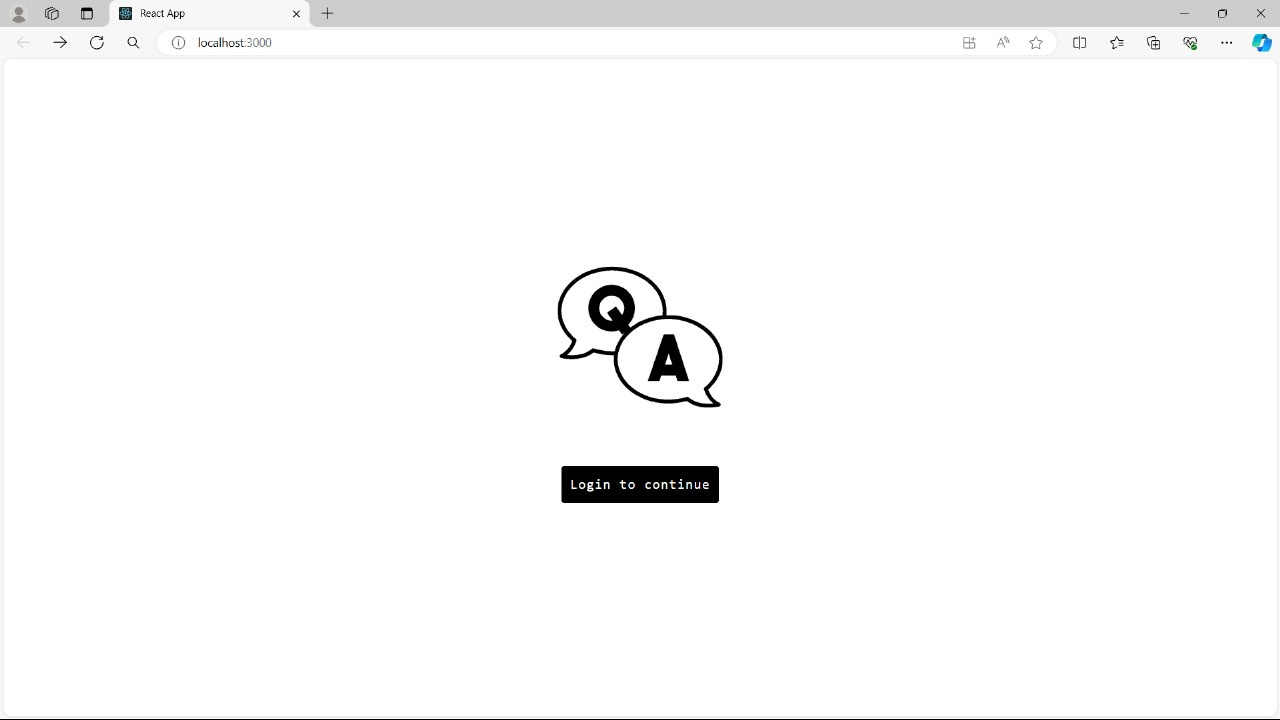 React App
localhost:3000
Q
A
Login to continue